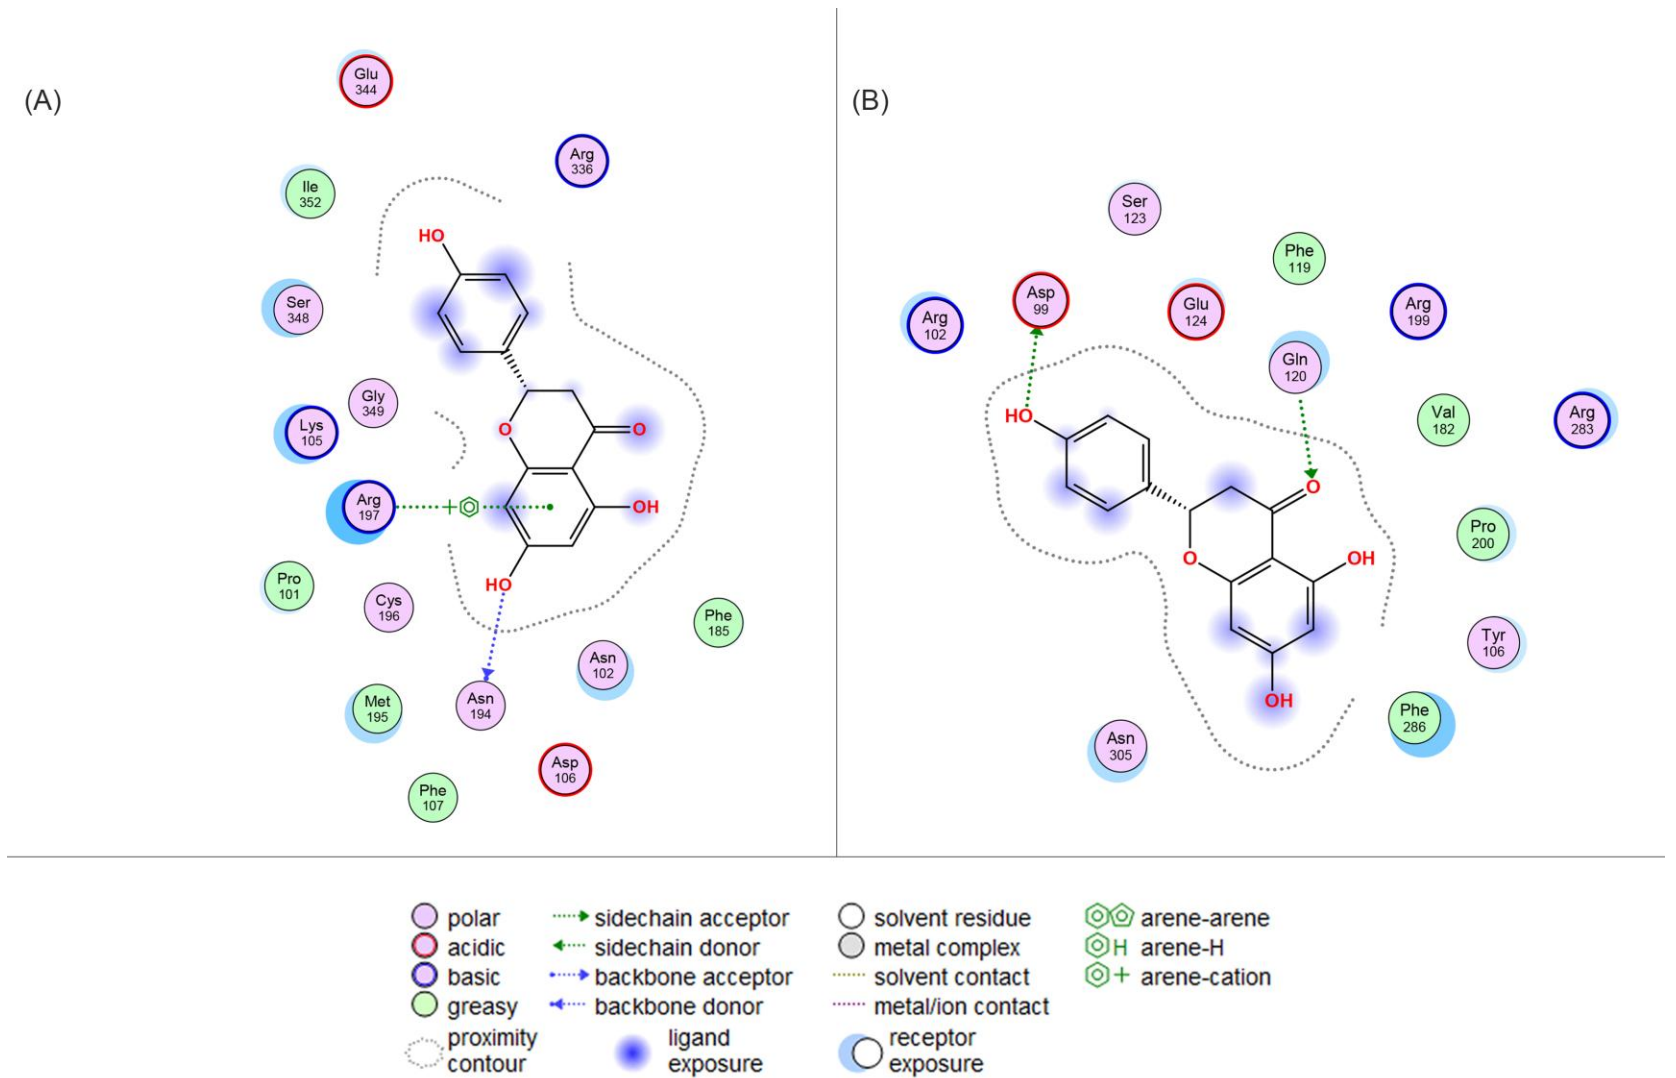 (A)
Glu
344
Arg
336
Ile
352
HO
Ser
348
Gly
349
Lys
105
O
O
Arg
197
+
OH
HO
Pro
101
Cys
196
Phe
185
Asn
102
Met
195
Asn
194
Asp
106
Phe
107
(B)
Ser
123
Phe
119
Asp
99
Glu
124
Arg
199
Arg
102
Gln
120
HO
Val
182
Arg
283
O
Pro
200
O
OH
Tyr
106
OH
Phe
286
Asn
305
polar
acidic
basic
greasy
proximity
contour
sidechain acceptor
sidechain donor
backbone acceptor
backbone donor
ligand
exposure
solvent residue
metal complex
solvent contact
metal/ion contact
receptor
exposure
arene-arene
H arene-H
+ arene-cation